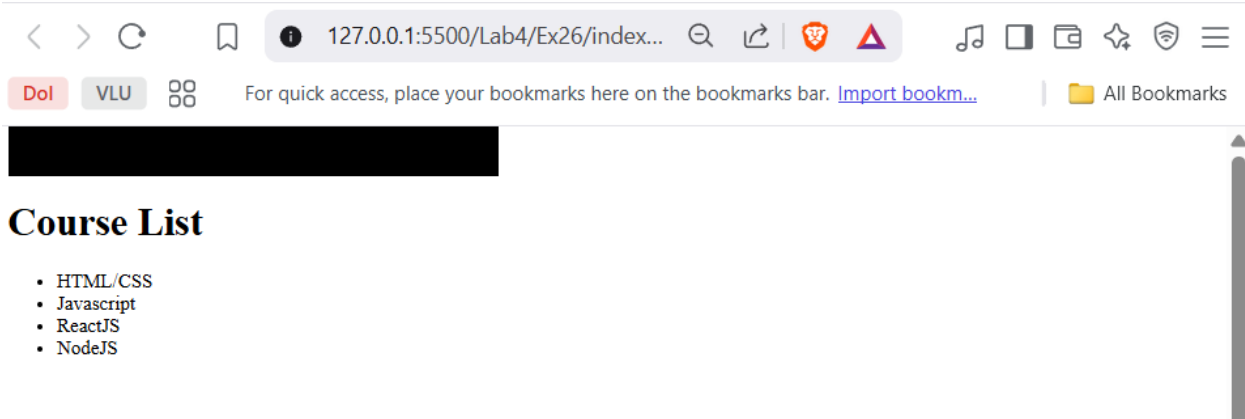 127.0.0.1:5500/Lab4/Ex26/index...
DoI VLU For quick access, place your bookmarks here on the bookmarks bar. Import bookm... All Bookmarks
Course List
• HTML/CSS
• Javascript
• ReactJS
• NodeJS